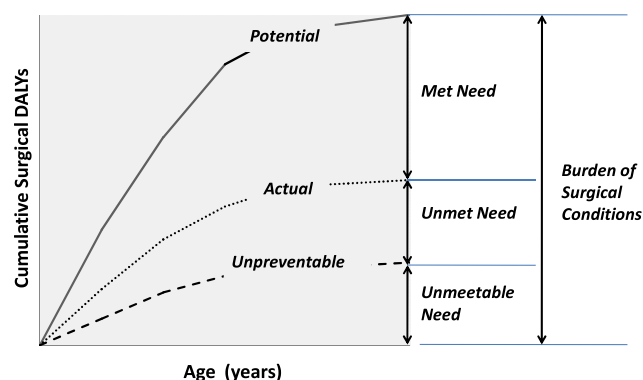 Potential
Met Need
Cumulative Surgical DALYs
Burden of
Surgical
Conditions
Actual
Unmet Need
Unpreventable
Unmeetable
Need
Age (years)